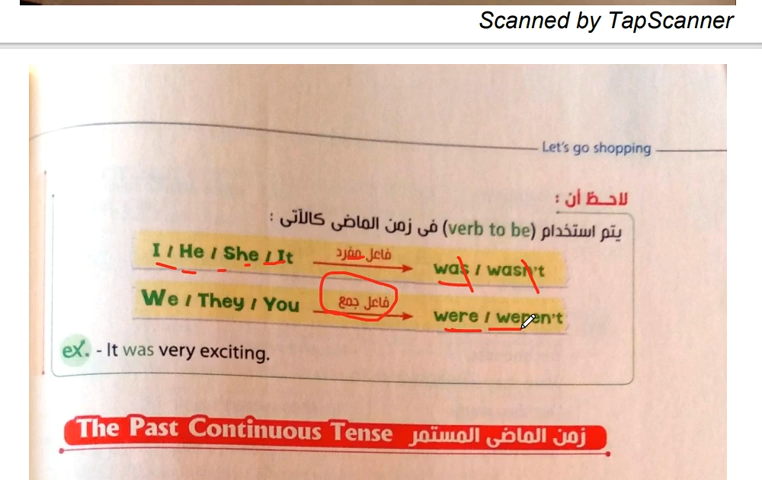 Scanned by TapScanner
Let's go shopping
لاحظ أن :
يتم استخدام (verb to be) فى زمن الماضى كالآتى :
I / He / She / It فاعل مفرد was / wasn't
We / They / You فاعل جمع were / weren't
ex. - It was very exciting.
The Past Continuous Tense زمن الماضى المستمر